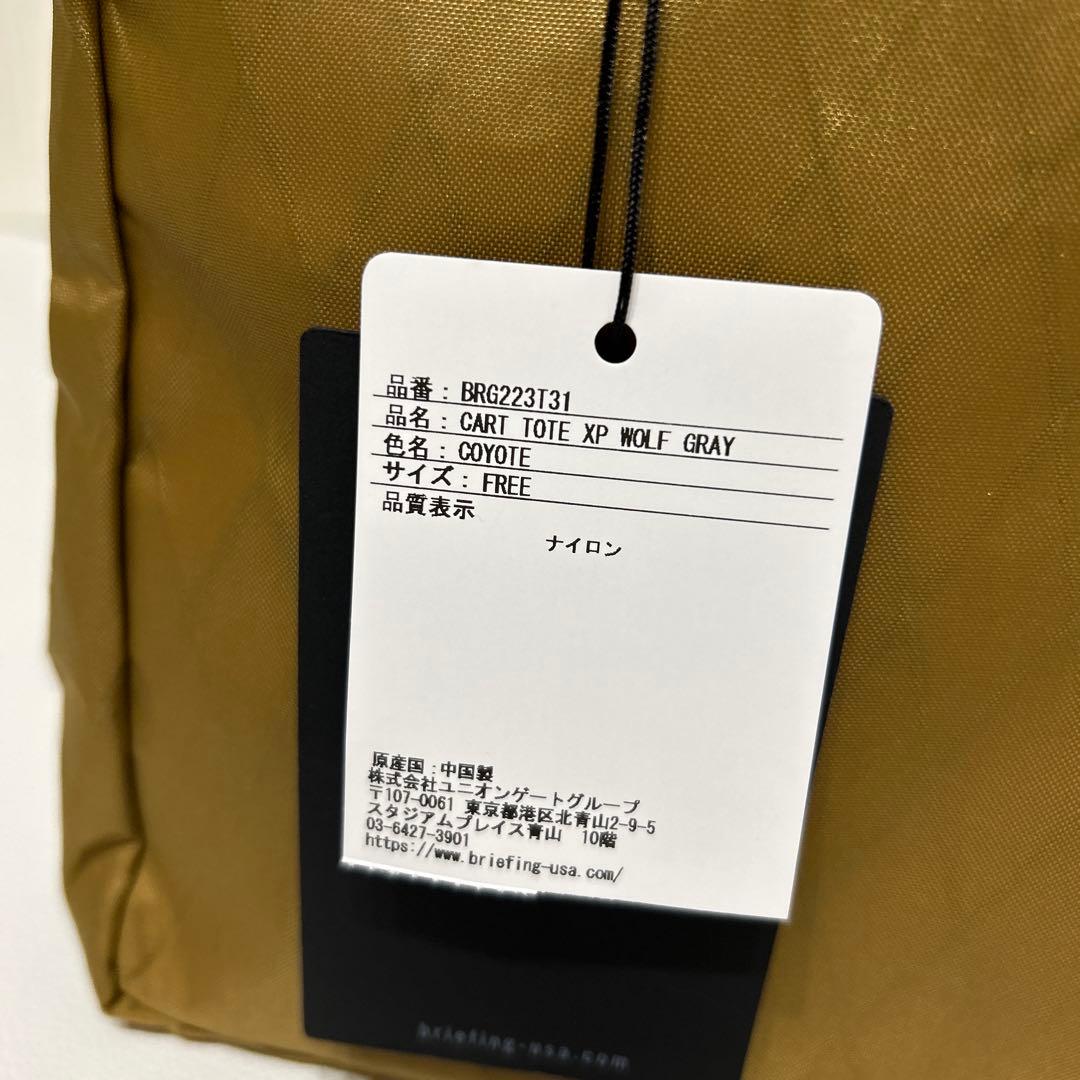 品番 : BRG223T31
品名 : CART TOTE XP WOLF GRAY
色名 : COYOTE
サイズ : FREE
品質表示
ナイロン
原産国 : 中国製
株式会社ユニオンゲートグループ
〒107-0061 東京都港区北青山2-9-5
スタジアムプレイス青山 10階
03-6427-3901
https://www.briefing-usa.com/
briefing-usa.com